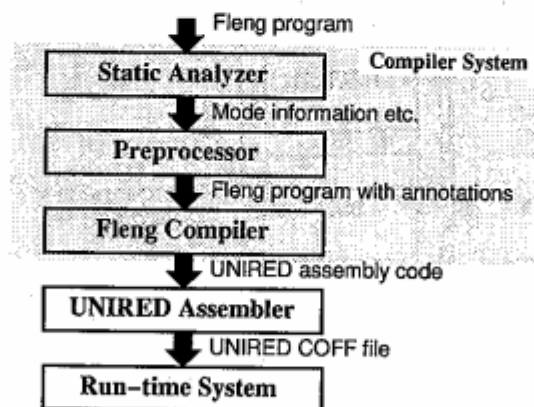 Fleng program
Static Analyzer
Compiler System
Mode information etc.
Preprocessor
Fleng program with annotations
Fleng Compiler
UNIRED assembly code
UNIRED Assembler
UNIRED COFF file
Run-time System